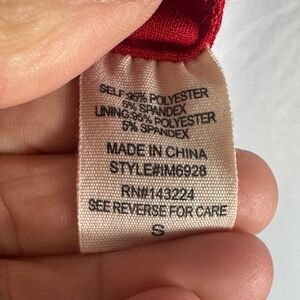 SELF:95% POLYESTER
5% SPANDEX
LINING:95% POLYESTER
5% SPANDEX
MADE IN CHINA
STYLE#IM6928
RN#143224
SEE REVERSE FOR CARE
S